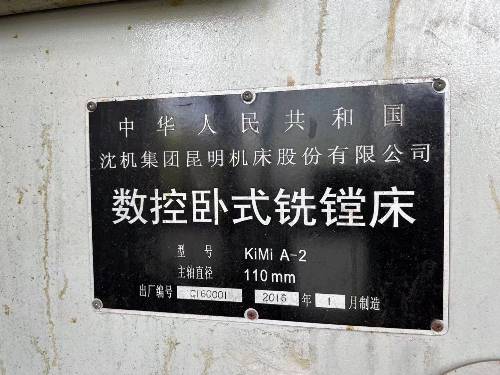 中华人民共和国
沈机集团昆明机床股份有限公司
数控卧式铣镗床
型号 KiMi A-2
主轴直径 110mm
出厂编号 C160001 2016 年 1 月制造